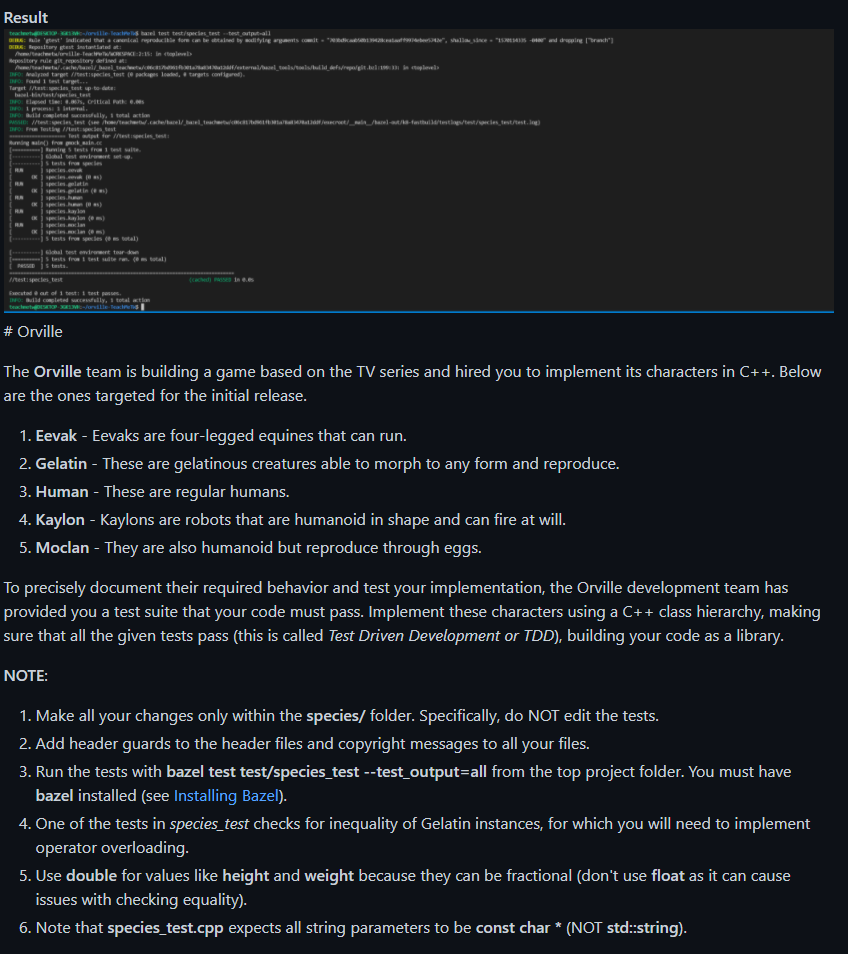 Result
teachmetw@DESKTOP-3GK13VR:~/orville-TeachMeTW$ bazel test test/species_test --test_output=all
DEBUG: Rule 'gtest' indicated that a canonical reproducible form can be obtained by modifying arguments commit = shallow_since = and dropping ["branch"]
DEBUG: Repository gtest instantiated at:
/home/teachmetw/orville-TeachMeTW/WORKSPACE:2:15: in <toplevel>
Repository rule git_repository defined at:
INFO: Analyzed target //test:species_test (0 packages loaded, 0 targets configured).
INFO: Found 1 test target...
Target //test:species_test up-to-date:
bazel-bin/test/species_test
INFO: Elapsed time: Critical Path: 0.00s
INFO: 1 process: 1 internal.
INFO: Build completed successfully, 1 total action
PASSED: //test:species_test
INFO: From Testing //test:species_test
==================== Test output for //test:species_test:
Running main() from gmock_main.cc
[==========] Running 5 tests from 1 test suite.
[----------] Global test environment set-up.
[----------] 5 tests from species
[ RUN      ] species.eevak
[       OK ] species.eevak (0 ms)
[ RUN      ] species.gelatin
[       OK ] species.gelatin (0 ms)
[ RUN      ] species.human
[       OK ] species.human (0 ms)
[ RUN      ] species.kaylon
[       OK ] species.kaylon (0 ms)
[ RUN      ] species.moclan
[       OK ] species.moclan (0 ms)
[----------] 5 tests from species (0 ms total)
[----------] Global test environment tear-down
[==========] 5 tests from 1 test suite ran. (0 ms total)
[  PASSED  ] 5 tests.
//test:species_test (cached) PASSED in 0.0s
Executed 0 out of 1 test: 1 test passes.
INFO: Build completed successfully, 1 total action
teachmetw@DESKTOP-3GK13VR:~/orville-TeachMeTW$
# Orville
The Orville team is building a game based on the TV series and hired you to implement its characters in C++. Below
are the ones targeted for the initial release.
1. Eevak - Eevaks are four-legged equines that can run.
2. Gelatin - These are gelatinous creatures able to morph to any form and reproduce.
3. Human - These are regular humans.
4. Kaylon - Kaylons are robots that are humanoid in shape and can fire at will.
5. Moclan - They are also humanoid but reproduce through eggs.
To precisely document their required behavior and test your implementation, the Orville development team has
provided you a test suite that your code must pass. Implement these characters using a C++ class hierarchy, making
sure that all the given tests pass (this is called Test Driven Development or TDD), building your code as a library.
NOTE:
1. Make all your changes only within the species/ folder. Specifically, do NOT edit the tests.
2. Add header guards to the header files and copyright messages to all your files.
3. Run the tests with bazel test test/species_test --test_output=all from the top project folder. You must have
bazel installed (see Installing Bazel).
4. One of the tests in species_test checks for inequality of Gelatin instances, for which you will need to implement
operator overloading.
5. Use double for values like height and weight because they can be fractional (don't use float as it can cause
issues with checking equality).
6. Note that species_test.cpp expects all string parameters to be const char * (NOT std::string).